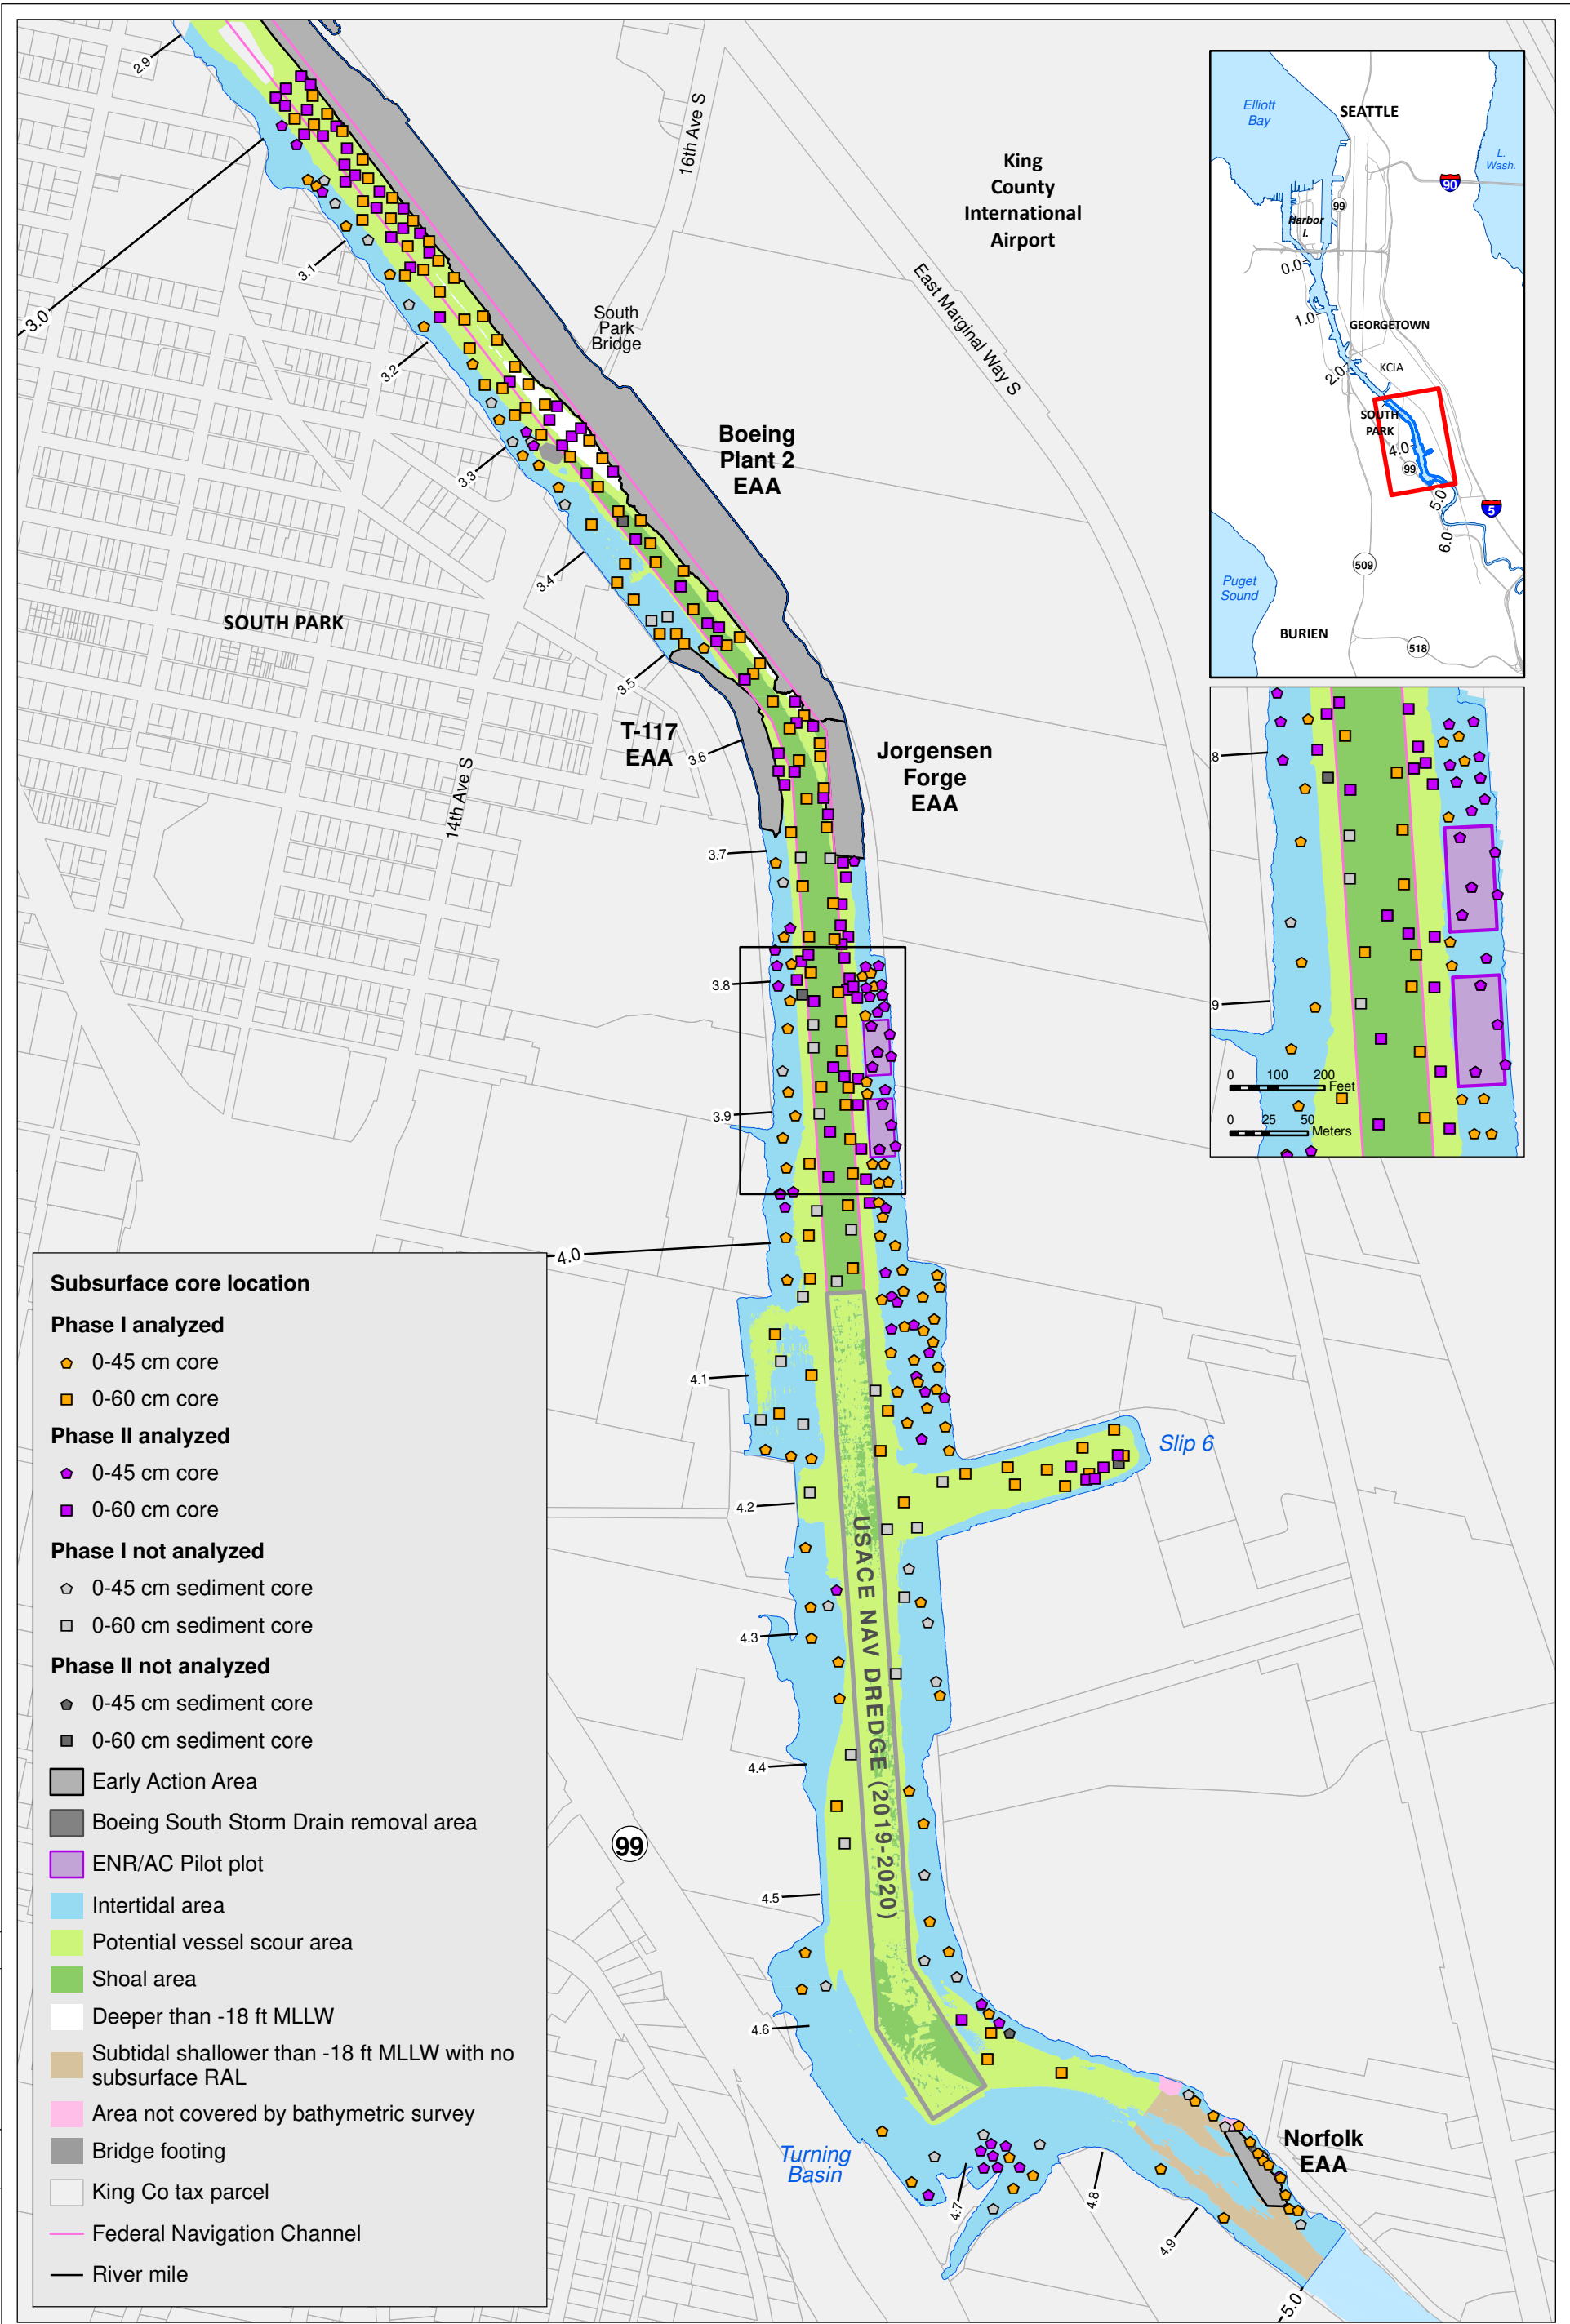 2.9
3.0
3.1
3.2
3.3
3.4
3.5
3.6
3.7
3.8
3.9
4.0
4.1
4.2
4.3
4.4
4.5
4.6
4.7
4.8
4.9
5.0
16th Ave S
King
County
International
Airport
East Marginal Way S
South
Park
Bridge
Boeing
Plant 2
EAA
SOUTH PARK
T-117
EAA
14th Ave S
Jorgensen
Forge
EAA
Slip 6
USACE NAV DREDGE (2019-2020)
99
Turning
Basin
Norfolk
EAA
Elliott
Bay
SEATTLE
L.
Wash.
90
99
Harbor
I.
0.0
1.0
GEORGETOWN
2.0
KCIA
SOUTH
PARK
4.0
99
5.0
5
6.0
509
Puget
Sound
BURIEN
518
8
9
0 100 200
Feet
0 25 50
Meters
Subsurface core location
Phase I analyzed
0-45 cm core
0-60 cm core
Phase II analyzed
0-45 cm core
0-60 cm core
Phase I not analyzed
0-45 cm sediment core
0-60 cm sediment core
Phase II not analyzed
0-45 cm sediment core
0-60 cm sediment core
Early Action Area
Boeing South Storm Drain removal area
ENR/AC Pilot plot
Intertidal area
Potential vessel scour area
Shoal area
Deeper than -18 ft MLLW
Subtidal shallower than -18 ft MLLW with no
subsurface RAL
Area not covered by bathymetric survey
Bridge footing
King Co tax parcel
Federal Navigation Channel
River mile